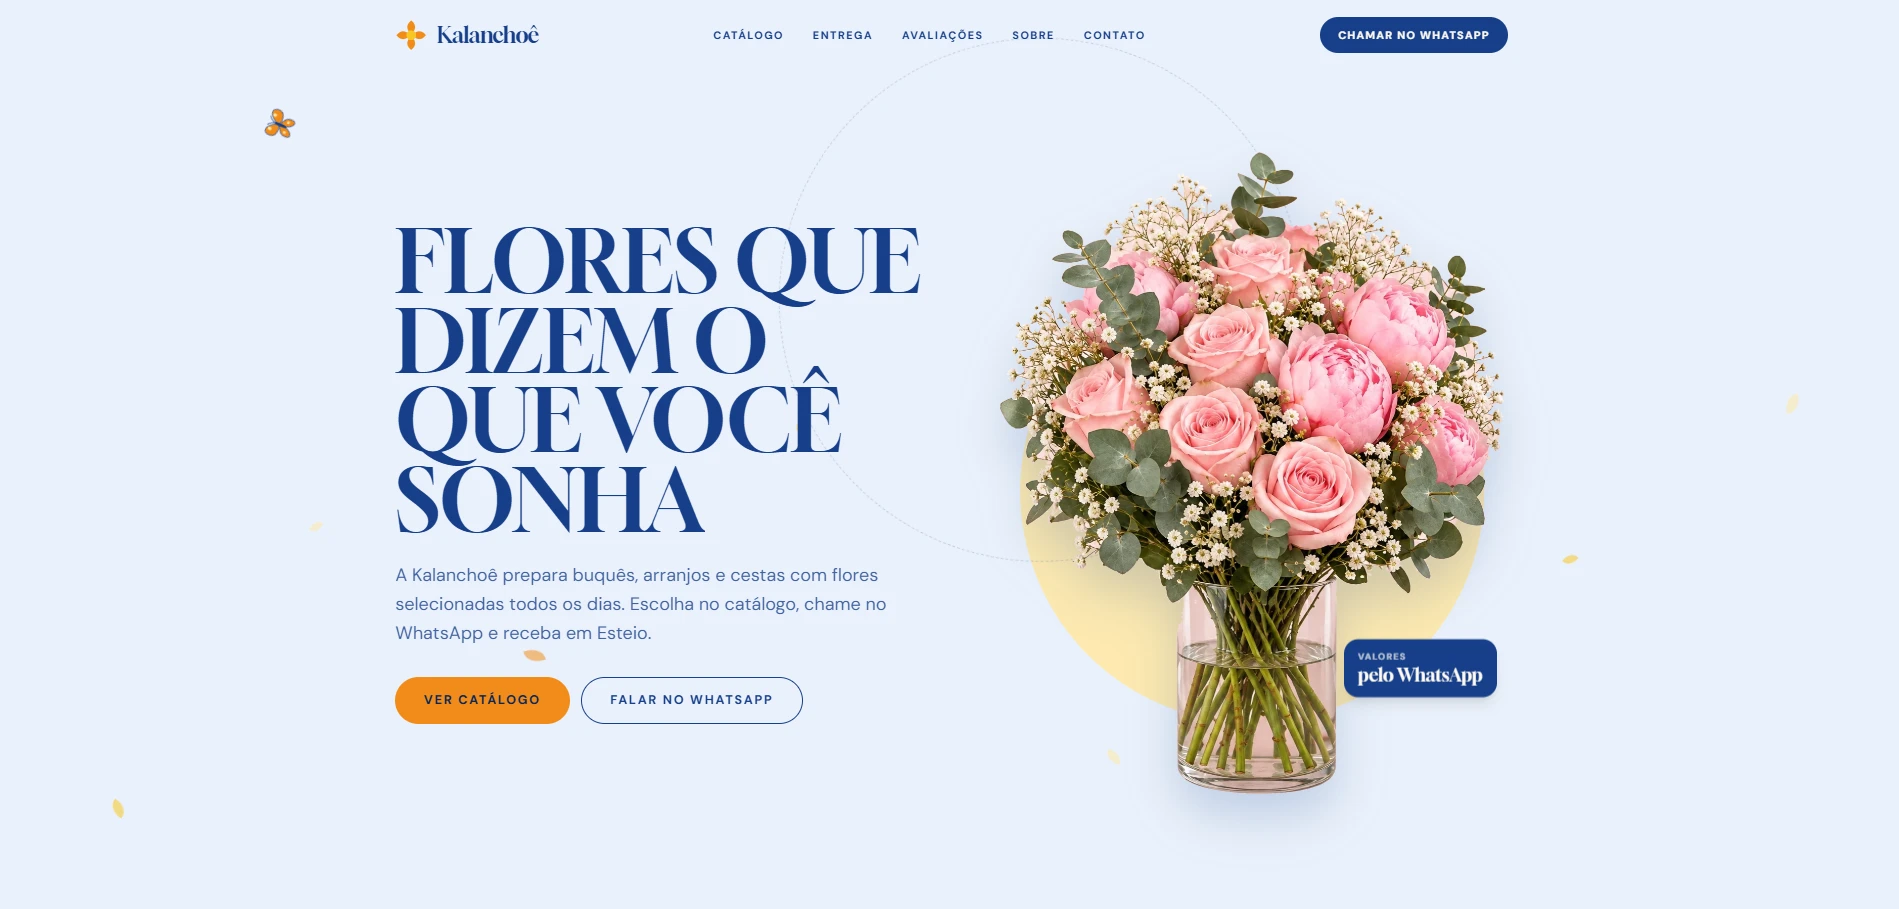 Kalanchoê
CATÁLOGO
ENTREGA
AVALIAÇÕES
SOBRE
CONTATO
CHAMAR NO WHATSAPP
FLORES QUE
DIZEM O
QUE VOCÊ
SONHA
A Kalanchoê prepara buquês, arranjos e cestas com flores
selecionadas todos os dias. Escolha no catálogo, chame no
WhatsApp e receba em Esteio.
VER CATÁLOGO
FALAR NO WHATSAPP
VALORES
pelo WhatsApp